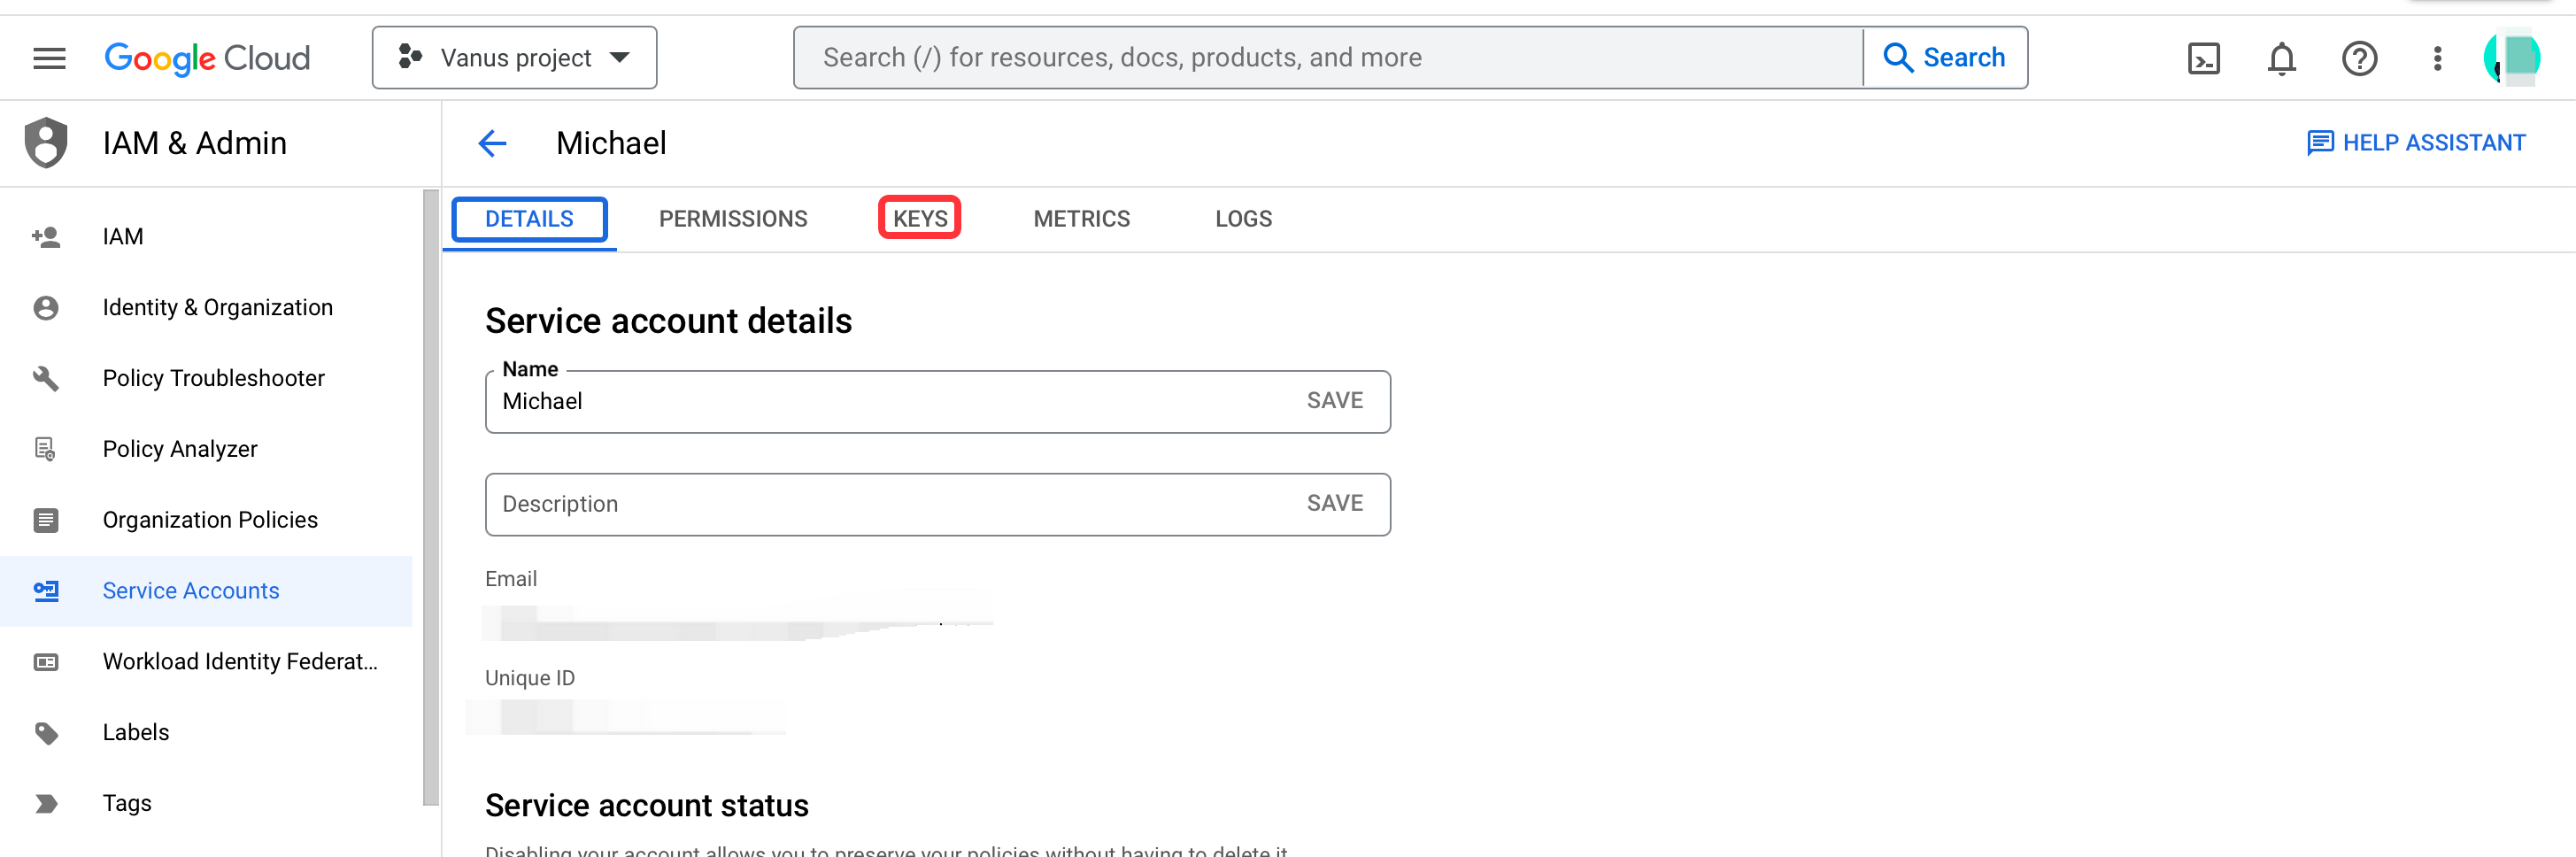 Google Cloud
Vanus project
Search (/) for resources, docs, products, and more
Search
IAM & Admin
Michael
HELP ASSISTANT
DETAILS
PERMISSIONS
KEYS
METRICS
LOGS
IAM
Identity & Organization
Policy Troubleshooter
Policy Analyzer
Organization Policies
Service Accounts
Workload Identity Federat...
Labels
Tags
Service account details
Name
Michael
SAVE
Description
SAVE
Email
Unique ID
Service account status
Disabling your account allows you to preserve your policies without having to delete it